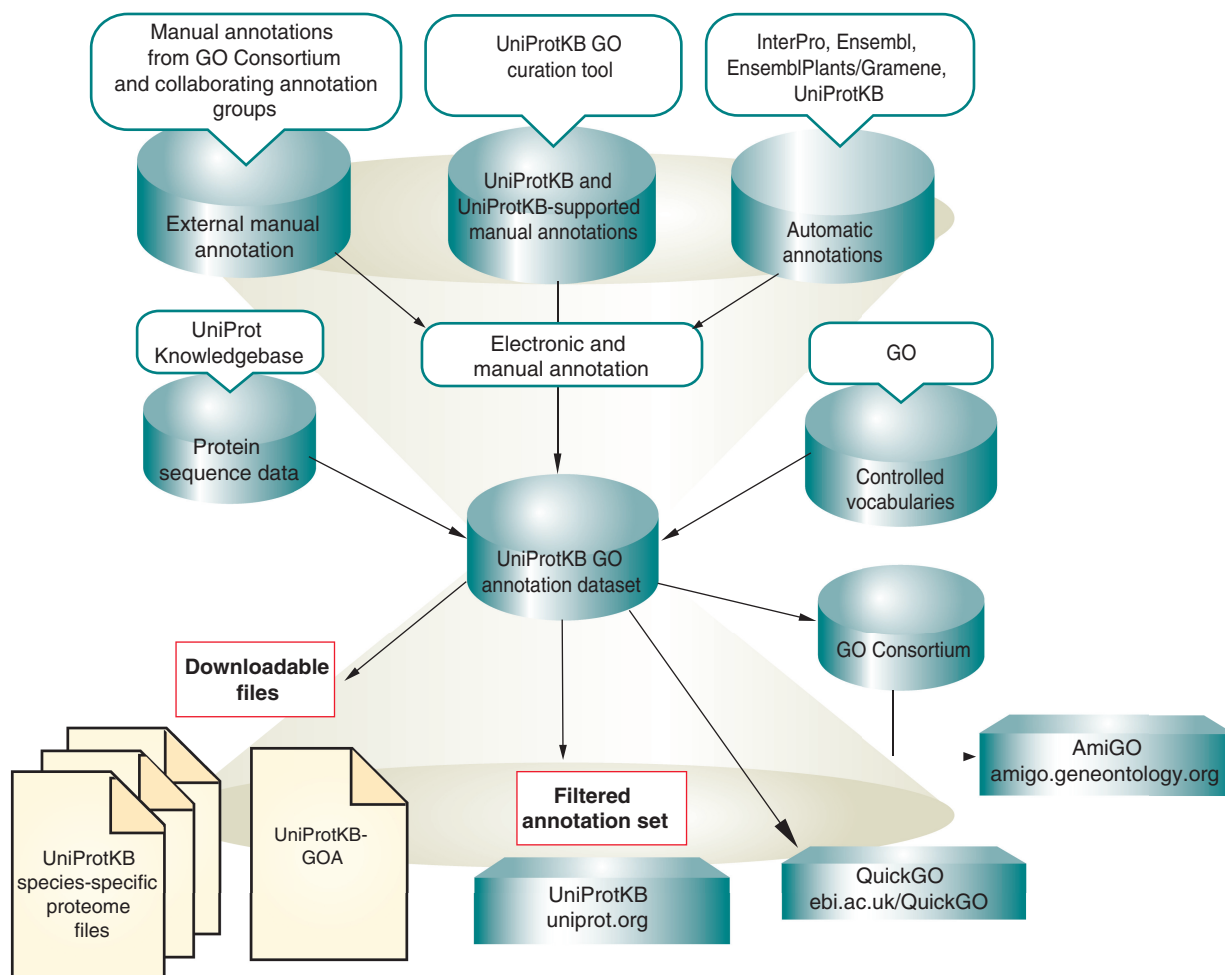 Manual annotations
from GO Consortium
and collaborating annotation
groups
UniProtKB GO
curation tool
InterPro, Ensembl,
EnsemblPlants/Gramene,
UniProtKB
External manual
annotation
UniProtKB and
UniProtKB-supported
manual annotations
Automatic
annotations
UniProt
Knowledgebase
Electronic and
manual annotation
GO
Protein
sequence data
Controlled
vocabularies
UniProtKB GO
annotation dataset
GO Consortium
Downloadable
files
AmiGO
amigo.geneontology.org
Filtered
annotation set
UniProtKB
species-specific
proteome
files
UniProtKB-
GOA
UniProtKB
uniprot.org
QuickGO
ebi.ac.uk/QuickGO